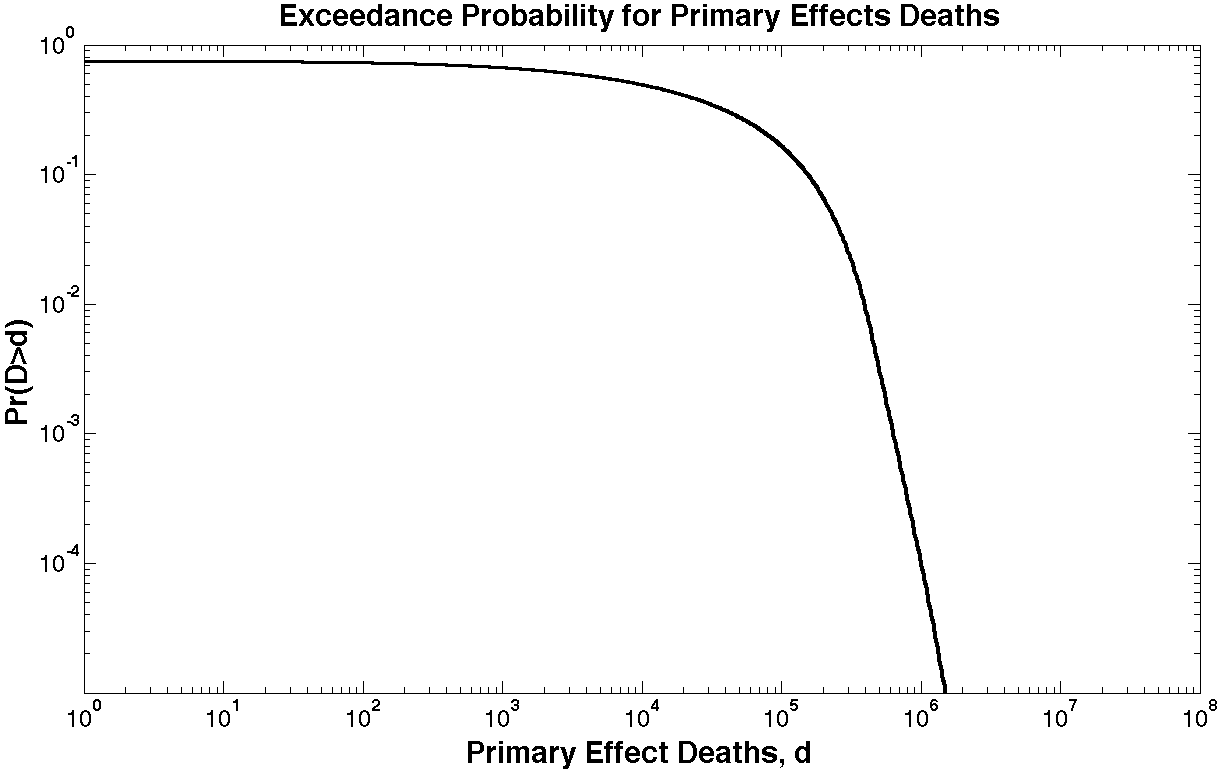 Exceedance Probability for Primary Effects Deaths
10^0
10^-1
10^-2
10^-3
10^-4
Pr(D>d)
10^0 10^1 10^2 10^3 10^4 10^5 10^6 10^7 10^8
Primary Effect Deaths, d